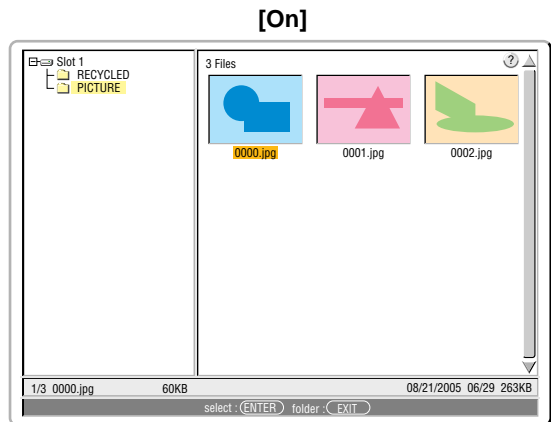 [On]
Slot 1
RECYCLED
PICTURE
3 Files
?
0000.jpg 0001.jpg 0002.jpg
1/3 0000.jpg 60KB 08/21/2005 06/29 263KB
select : ENTER folder : EXIT